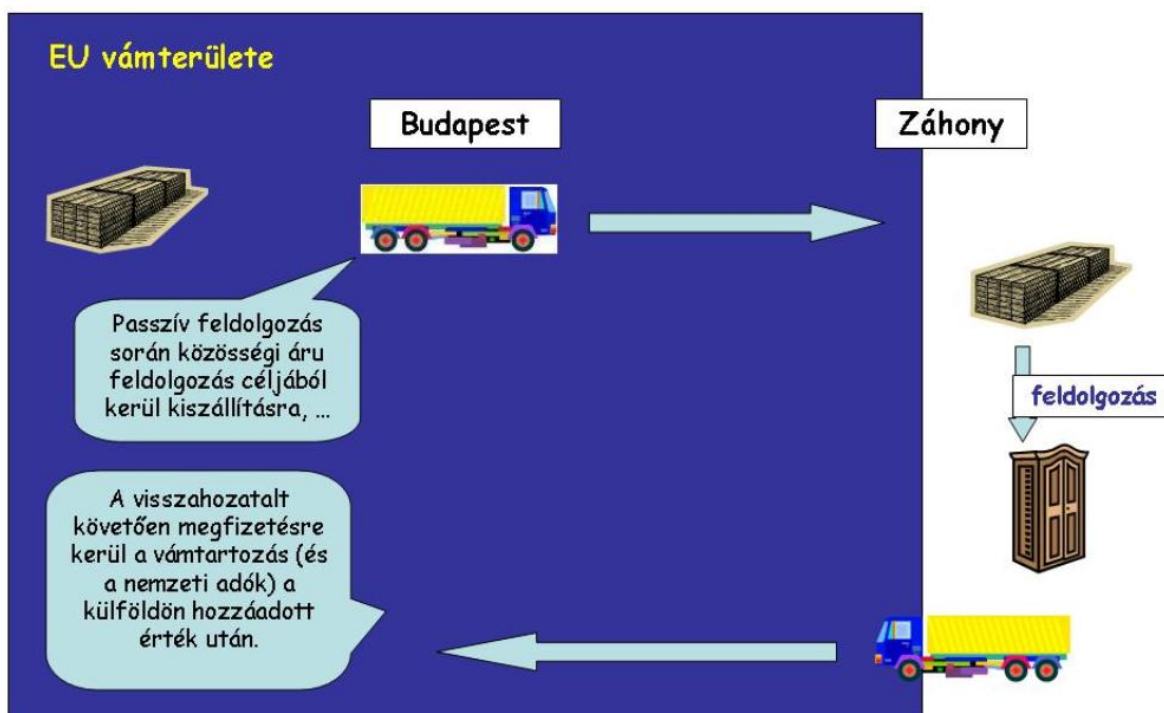 EU vámterülete
Budapest
Záhony
Passzív feldolgozás
során közösségi áru
feldolgozás céljából
kerül kiszállításra, ...
feldolgozás
A visszahozatalt
követően megfizetésre
kerül a vámtartozás (és
a nemzeti adók) a
külföldön hozzáadott
érték után.